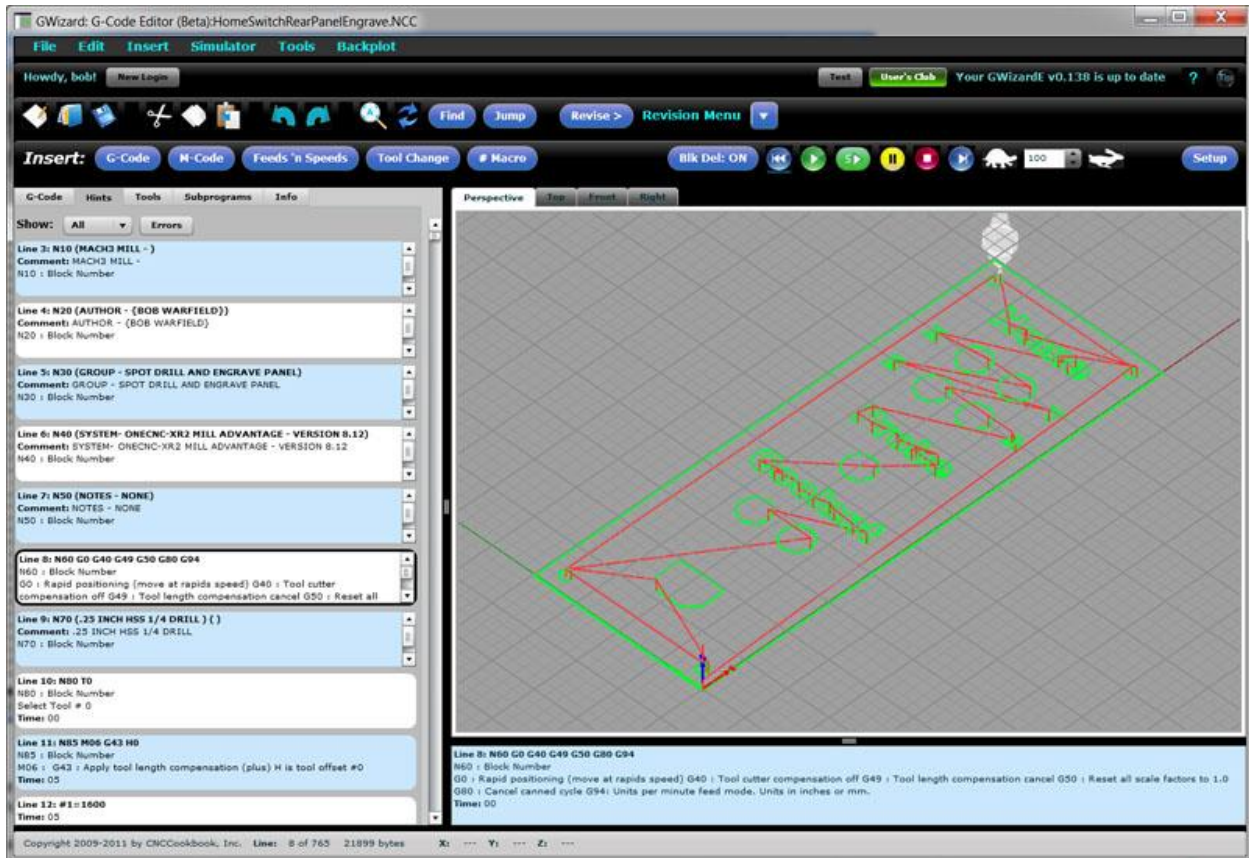 GWizard: G-Code Editor (Beta):HomeSwitchRearPanelEngrave.NCC
File Edit Insert Simulator Tools Backplot
Howdy, bob! New Login Test User's Club Your GWizardE v0.138 is up to date ?
Find Jump Revise > Revision Menu
Insert: G-Code M-Code Feeds 'n Speeds Tool Change # Macro Blk Del: ON S 100 Setup
G-Code Hints Tools Subprograms Info
Show: All Errors
Line 3: N10 (MACH3 MILL - )
Comment: MACH3 MILL -
N10 : Block Number
Line 4: N20 (AUTHOR - {BOB WARFIELD})
Comment: AUTHOR - {BOB WARFIELD}
N20 : Block Number
Line 5: N30 (GROUP - SPOT DRILL AND ENGRAVE PANEL)
Comment: GROUP - SPOT DRILL AND ENGRAVE PANEL
N30 : Block Number
Line 6: N40 (SYSTEM- ONECNC-XR2 MILL ADVANTAGE - VERSION 8.12)
Comment: SYSTEM- ONECNC-XR2 MILL ADVANTAGE - VERSION 8.12
N40 : Block Number
Line 7: N50 (NOTES - NONE)
Comment: NOTES - NONE
N50 : Block Number
Line 8: N60 G0 G40 G49 G50 G80 G94
N60 : Block Number
G0 : Rapid positioning (move at rapids speed) G40 : Tool cutter
compensation off G49 : Tool length compensation cancel G50 : Reset all
Line 9: N70 (.25 INCH HSS 1/4 DRILL ) ( )
Comment: .25 INCH HSS 1/4 DRILL
N70 : Block Number
Line 10: N80 T0
N80 : Block Number
Select Tool # 0
Time: 00
Line 11: N85 M06 G43 H0
N85 : Block Number
M06 : G43 : Apply tool length compensation (plus) H is tool offset #0
Time: 05
Line 12: #1=1600
Time: 05
Perspective Top Front Right
Line 8: N60 G0 G40 G49 G50 G80 G94
N60 : Block Number
G0 : Rapid positioning (move at rapids speed) G40 : Tool cutter compensation off G49 : Tool length compensation cancel G50 : Reset all scale factors to 1.0
G80 : Cancel canned cycle G94: Units per minute feed mode. Units in inches or mm.
Time: 00
Copyright 2009-2011 by CNCCookbook, Inc. Line: 8 of 765 21899 bytes X: --- Y: --- Z: ---